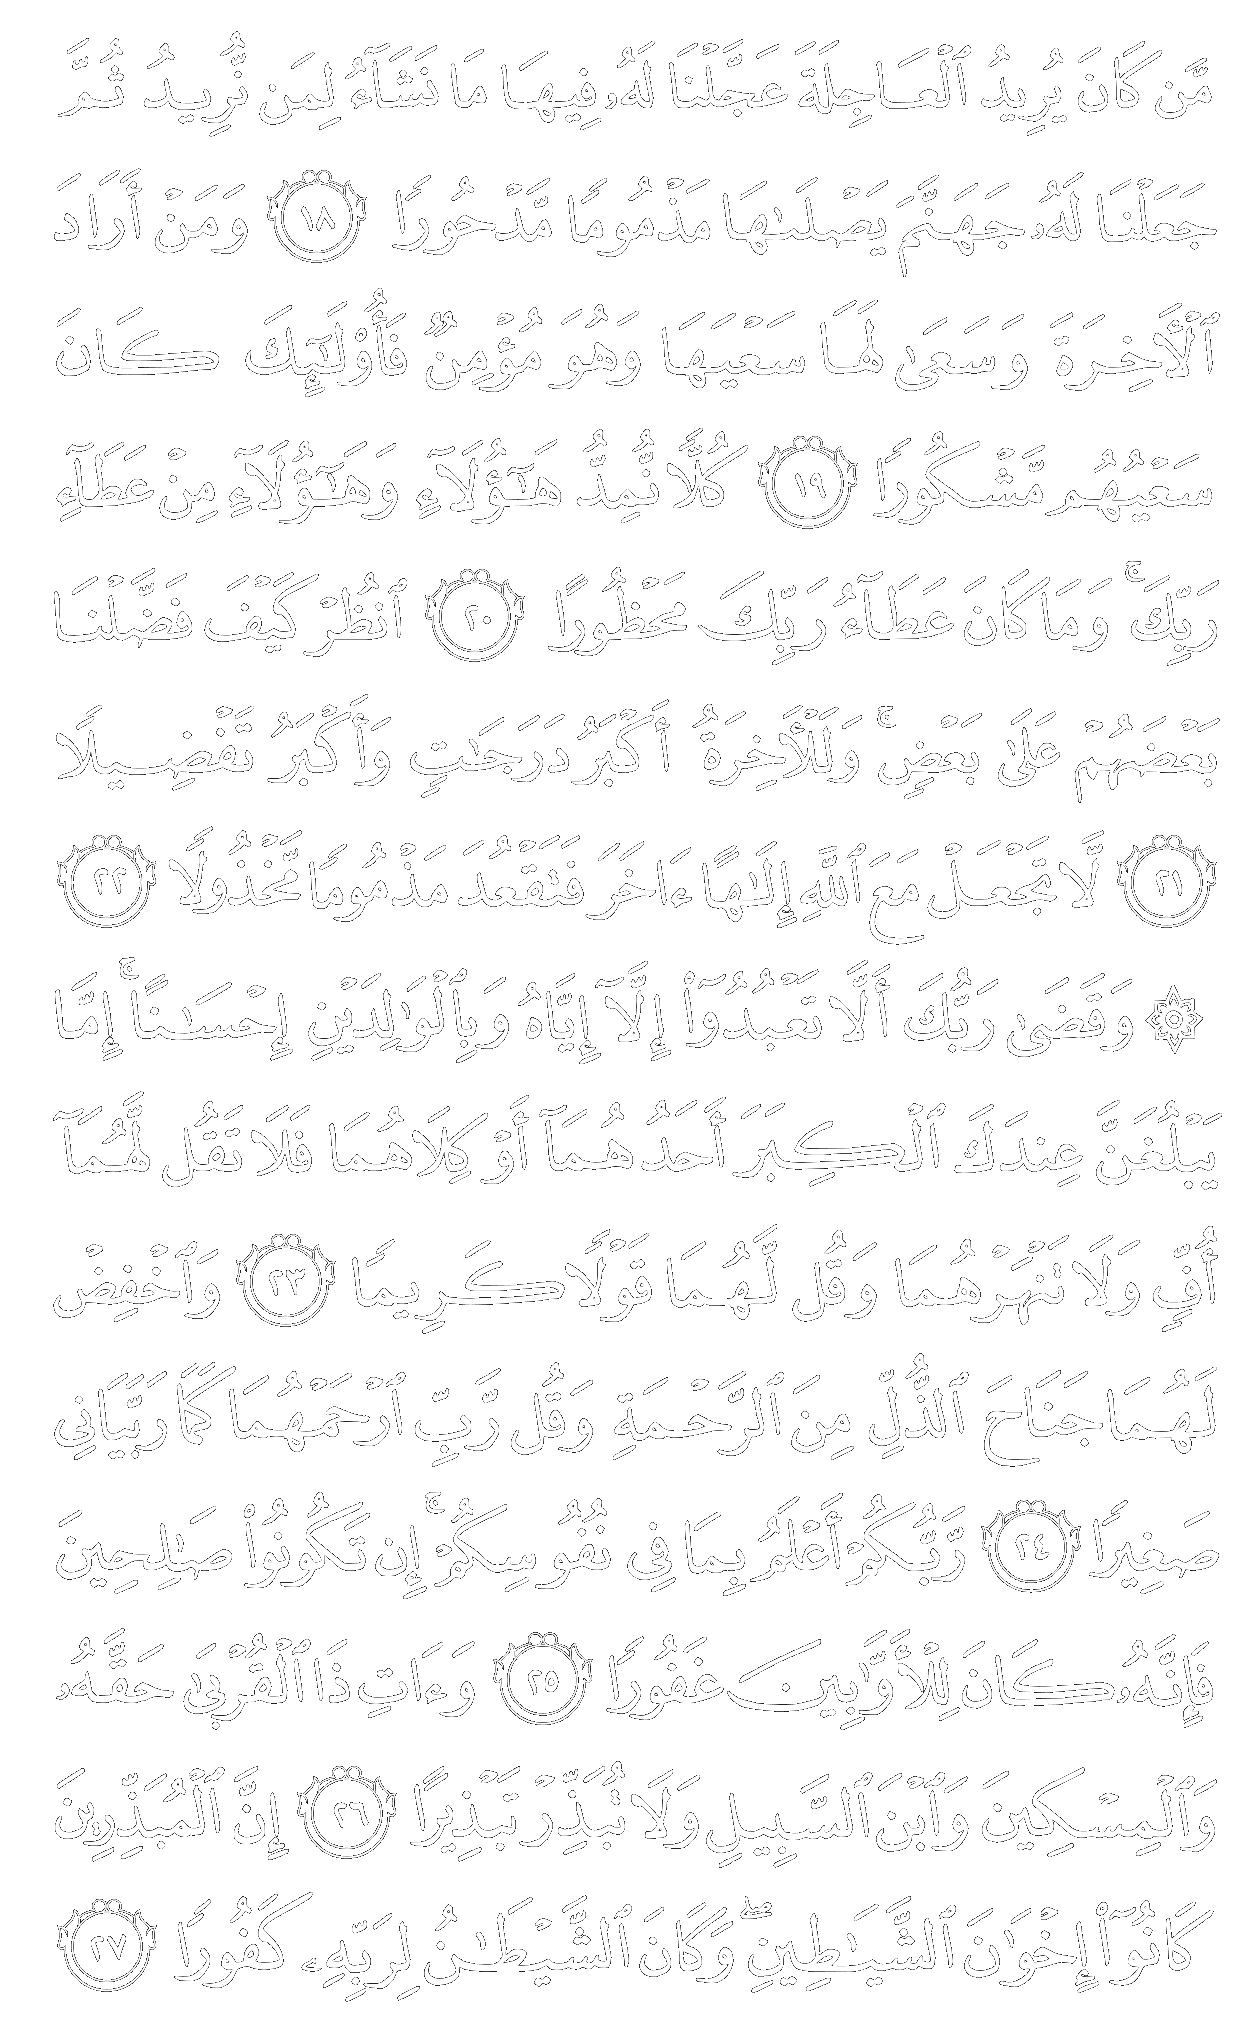 مَّن كَانَ يُرِيدُ ٱلْعَاجِلَةَ عَجَّلْنَا لَهُۥ فِيهَا مَا نَشَآءُ لِمَن نُّرِيدُ ثُمَّ
جَعَلْنَا لَهُۥ جَهَنَّمَ يَصْلَىٰهَا مَذْمُومًا مَّدْحُورًا ١٨ وَمَنْ أَرَادَ
ٱلْأَخِرَةَ وَسَعَىٰ لَهَا سَعْيَهَا وَهُوَ مُؤْمِنٌ فَأُو۟لَٰٓئِكَ كَانَ
سَعْيُهُم مَّشْكُورًا ١٩ كُلًّا نُّمِدُّ هَٰٓؤُلَآءِ وَهَٰٓؤُلَآءِ مِنْ عَطَآءِ
رَبِّكَۚ وَمَا كَانَ عَطَآءُ رَبِّكَ مَحْظُورًا ٢٠ ٱنظُرْ كَيْفَ فَضَّلْنَا
بَعْضَهُمْ عَلَىٰ بَعْضٍۚ وَلَلْأَخِرَةُ أَكْبَرُ دَرَجَٰتٍ وَأَكْبَرُ تَفْضِيلًا
٢١ لَّا تَجْعَلْ مَعَ ٱللَّهِ إِلَٰهًا ءَاخَرَ فَتَقْعُدَ مَذْمُومًا مَّخْذُولًا ٢٢
۞ وَقَضَىٰ رَبُّكَ أَلَّا تَعْبُدُوٓا۟ إِلَّآ إِيَّاهُ وَبِٱلْوَٰلِدَيْنِ إِحْسَٰنًاۚ إِمَّا
يَبْلُغَنَّ عِندَكَ ٱلْكِبَرَ أَحَدُهُمَآ أَوْ كِلَاهُمَا فَلَا تَقُل لَّهُمَآ
أُفٍّ وَلَا تَنْهَرْهُمَا وَقُل لَّهُمَا قَوْلًا كَرِيمًا ٢٣ وَٱخْفِضْ
لَهُمَا جَنَاحَ ٱلذُّلِّ مِنَ ٱلرَّحْمَةِ وَقُل رَّبِّ ٱرْحَمْهُمَا كَمَا رَبَّيَانِى
صَغِيرًا ٢٤ رَّبُّكُمْ أَعْلَمُ بِمَا فِى نُفُوسِكُمْۚ إِن تَكُونُوا۟ صَٰلِحِينَ
فَإِنَّهُۥ كَانَ لِلْأَوَّٰبِينَ غَفُورًا ٢٥ وَءَاتِ ذَا ٱلْقُرْبَىٰ حَقَّهُۥ
وَٱلْمِسْكِينَ وَٱبْنَ ٱلسَّبِيلِ وَلَا تُبَذِّرْ تَبْذِيرًا ٢٦ إِنَّ ٱلْمُبَذِّرِينَ
كَانُوٓا۟ إِخْوَٰنَ ٱلشَّيَٰطِينِۖ وَكَانَ ٱلشَّيْطَٰنُ لِرَبِّهِۦ كَفُورًا ٢٧